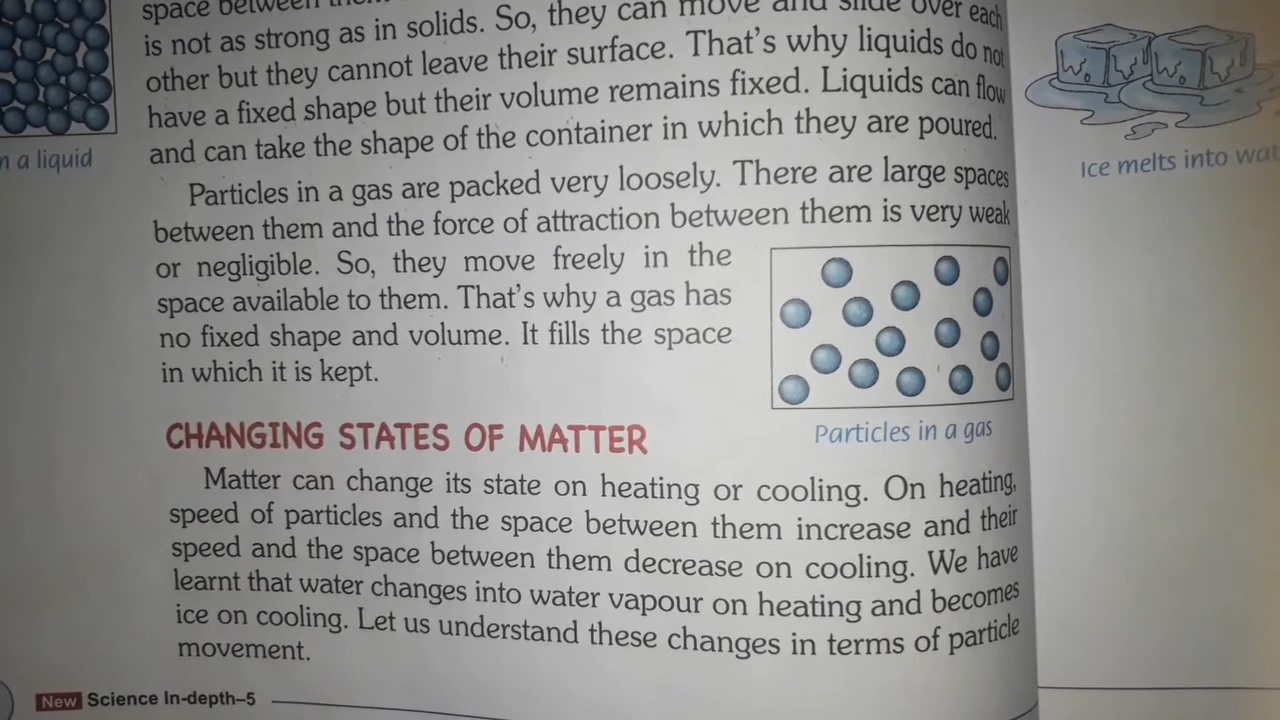 space between them
is not as strong as in solids. So, they can move and slide over each
other but they cannot leave their surface. That's why liquids do not
have a fixed shape but their volume remains fixed. Liquids can flow
and can take the shape of the container in which they are poured.
n a liquid
Particles in a gas are packed very loosely. There are large spaces
between them and the force of attraction between them is very weak
or negligible. So, they move freely in the
space available to them. That's why a gas has
no fixed shape and volume. It fills the space
in which it is kept.
Particles in a gas
CHANGING STATES OF MATTER
Matter can change its state on heating or cooling. On heating,
speed of particles and the space between them increase and their
speed and the space between them decrease on cooling. We have
learnt that water changes into water vapour on heating and becomes
ice on cooling. Let us understand these changes in terms of particle
movement.
New Science In-depth–5
Ice melts into wat